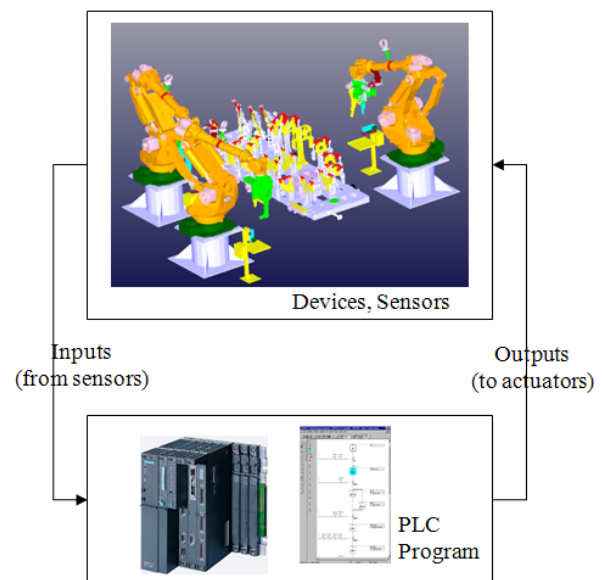 Devices, Sensors
Inputs
(from sensors)
Outputs
(to actuators)
PLC
Program